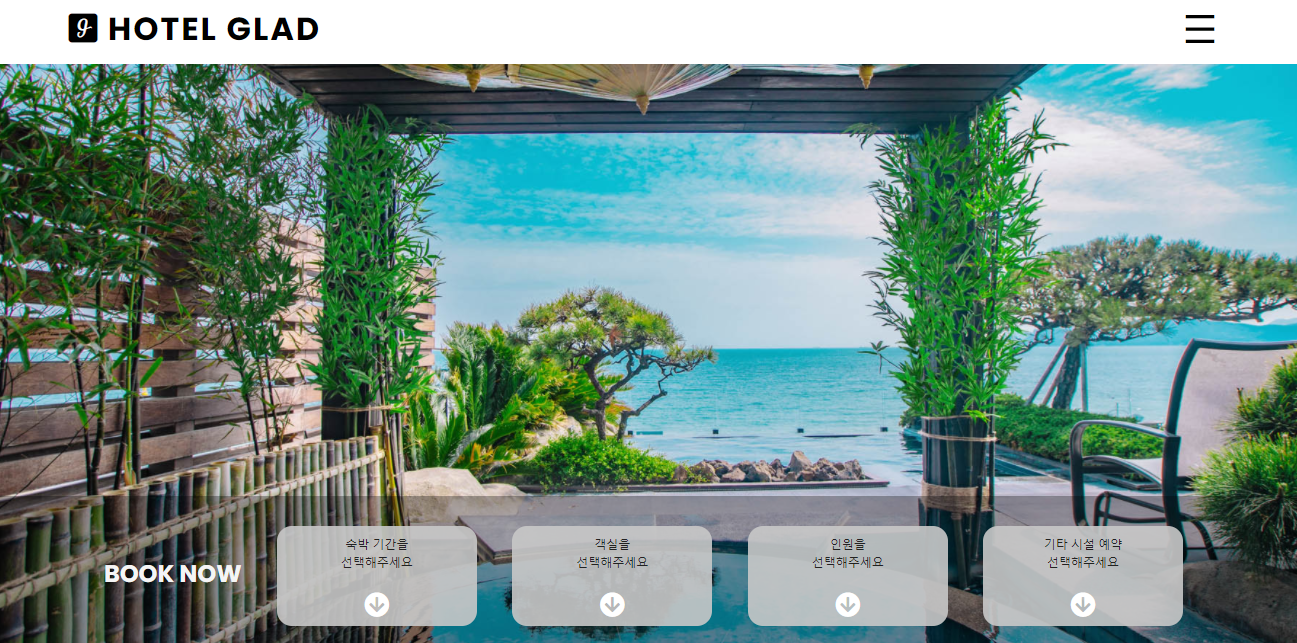 g HOTEL GLAD
BOOK NOW
숙박 기간을
선택해주세요
객실을
선택해주세요
인원을
선택해주세요
기타 시설 예약
선택해주세요